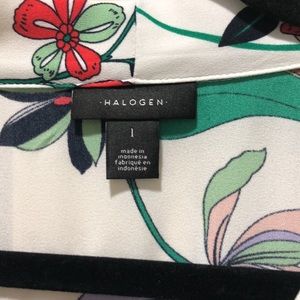 ·HALOGEN·
1
made in
indonesia
fabriqué en
indonésie